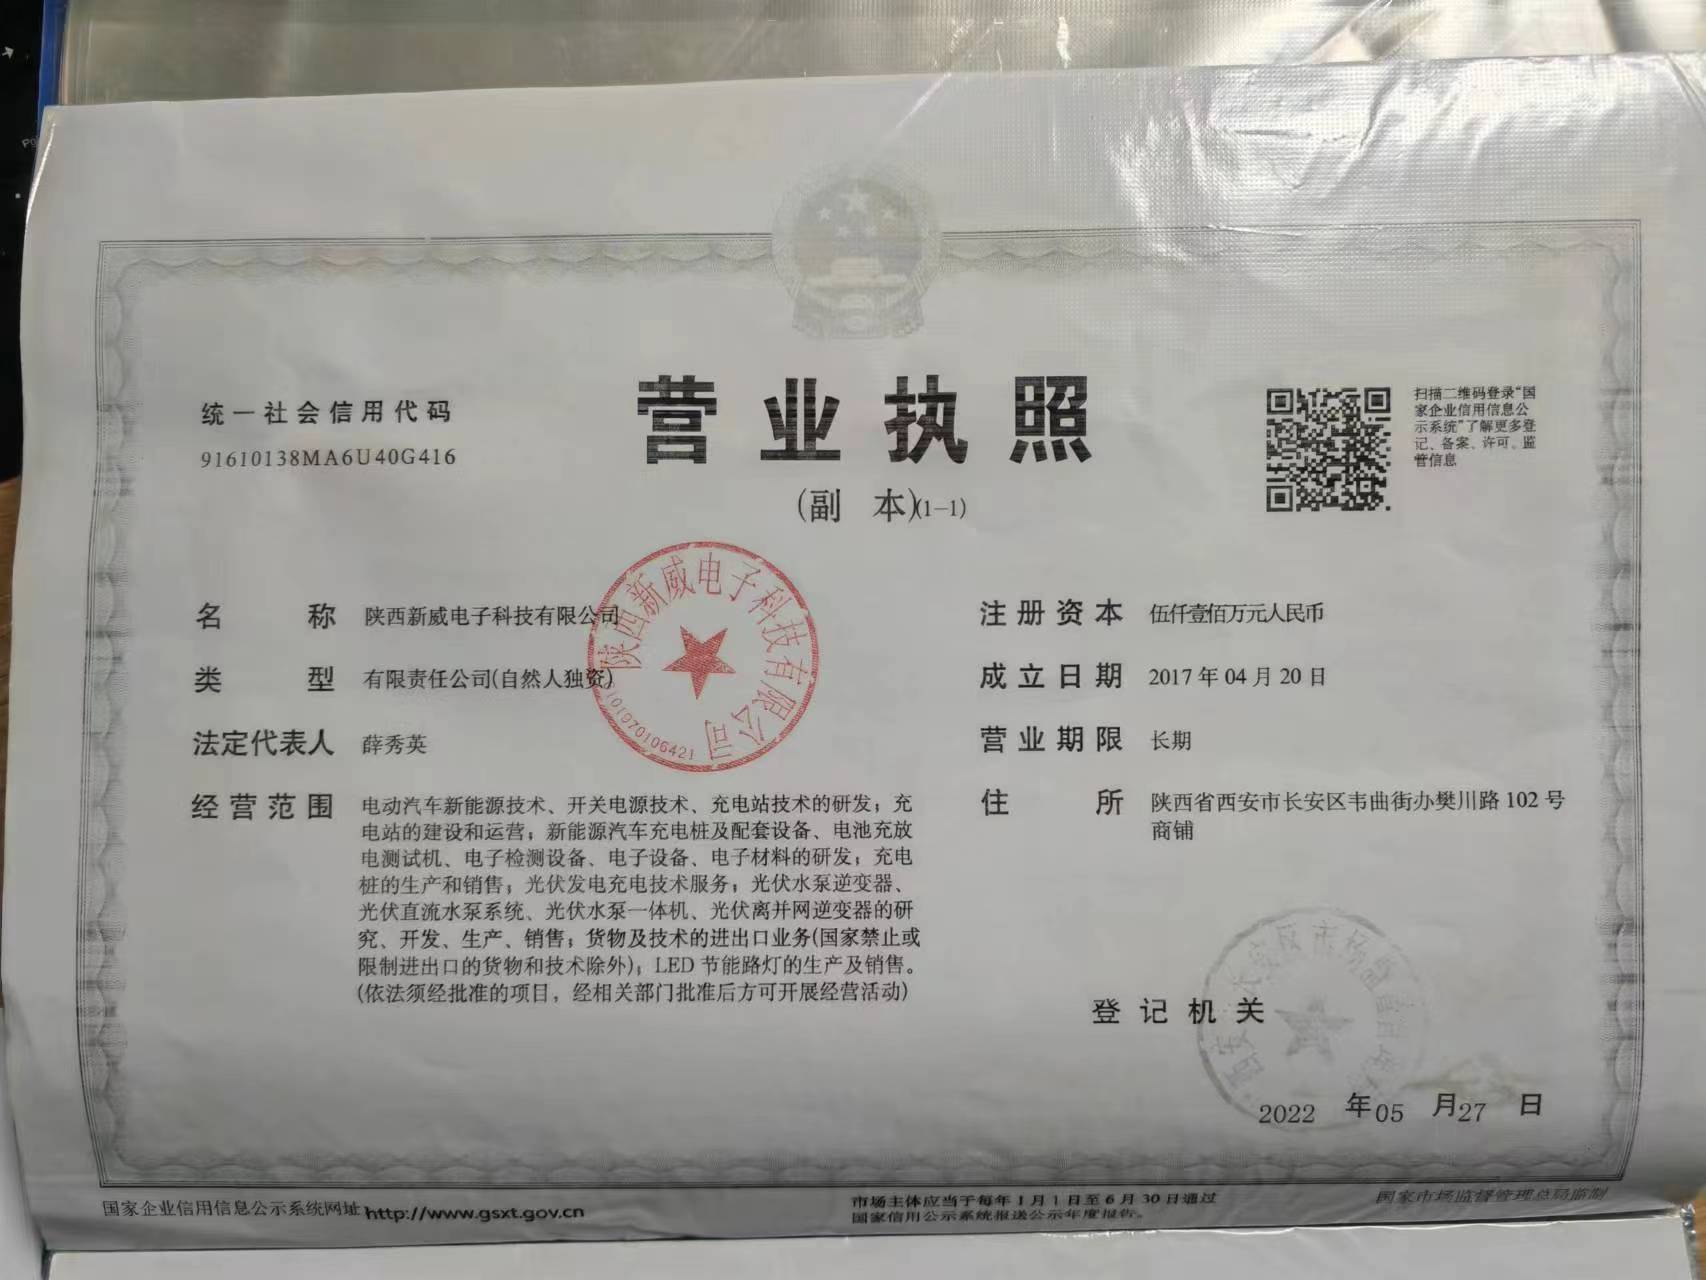 营业执照
(副 本)(1-1)
统一社会信用代码
91610138MA6U40G416
扫描二维码登录“国
家企业信用信息公
示系统”了解更多登
记、备案、许可、监
管信息
名 称 陕西新威电子科技有限公司
类 型 有限责任公司(自然人独资)
法定代表人 薛秀英
经营范围 电动汽车新能源技术、开关电源技术、充电站技术的研发；充
电站的建设和运营；新能源汽车充电桩及配套设备、电池充放
电测试机、电子检测设备、电子设备、电子材料的研发；充电
桩的生产和销售；光伏发电充电技术服务；光伏水泵逆变器、
光伏直流水泵系统、光伏水泵一体机、光伏离并网逆变器的研
究、开发、生产、销售；货物及技术的进出口业务(国家禁止或
限制进出口的货物和技术除外)；LED 节能路灯的生产及销售。
(依法须经批准的项目，经相关部门批准后方可开展经营活动)
陕西新威电子科技有限公司
6101020106421
注册资本 伍仟壹佰万元人民币
成立日期 2017 年 04 月 20 日
营业期限 长期
住 所 陕西省西安市长安区韦曲街办樊川路 102 号
商铺
登记机关
2022 年 05 月 27 日
国家企业信用信息公示系统网址 http://www.gsxt.gov.cn
市场主体应当于每年 1 月 1 日至 6 月 30 日通过
国家信用公示系统报送公示年度报告。
国家市场监督管理总局监制